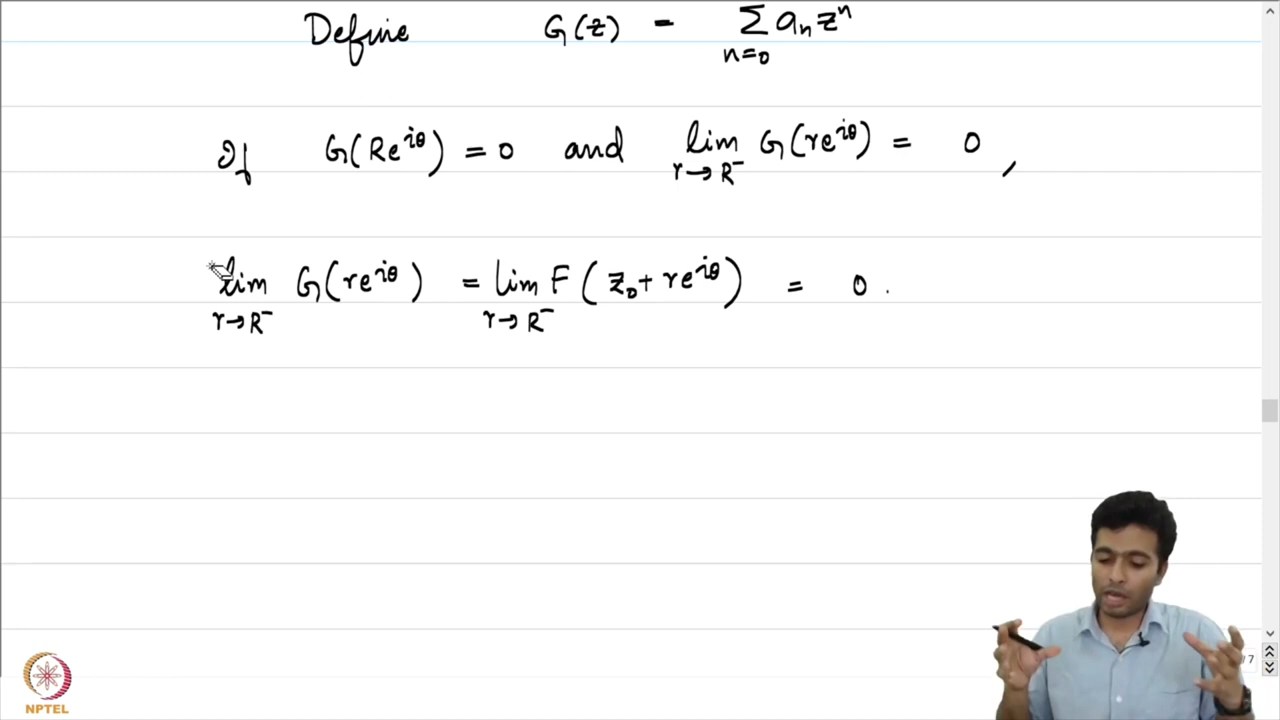 Define G(z) = Σ_{n=0} a_n z^n
If G(Re^{iθ}) = 0 and lim_{r→R^-} G(re^{iθ}) = 0 ,
lim_{r→R^-} G(re^{iθ}) = lim_{r→R^-} F(z_0 + re^{iθ}) = 0 .
/7
NPTEL